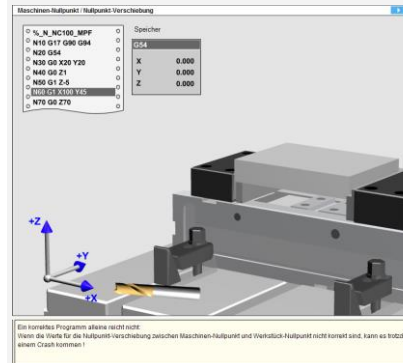 Maschinen-Nullpunkt / Nullpunkt-Verschiebung
%_N_NC100_MPF
N10 G17 G90 G94
N20 G54
N30 G0 X20 Y20
N40 G0 Z1
N50 G1 Z-5
N60 G1 X100 Y45
N70 G0 Z70
Speicher
G54
X 0.000
Y 0.000
Z 0.000
+Z
+Y
+X
Ein korrektes Programm alleine reicht nicht:
Wenn die Werte für die Nullpunkt-Verschiebung zwischen Maschinen-Nullpunkt und Werkstück-Nullpunkt nicht korrekt sind, kann es trotzd
einem Crash kommen !